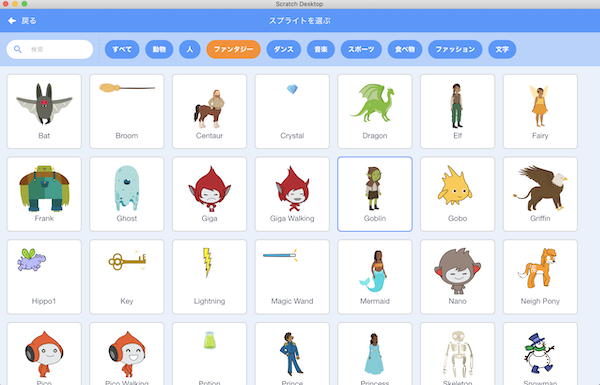 Scratch Desktop
戻る スプライトを選ぶ
検索 すべて 動物 人 ファンタジー ダンス 音楽 スポーツ 食べ物 ファッション 文字
Bat Broom Centaur Crystal Dragon Elf Fairy
Frank Ghost Giga Giga Walking Goblin Gobo Griffin
Hippo1 Key Lightning Magic Wand Mermaid Nano Neigh Pony
Pico Pico Walking Potion Prince Princess Skeleton Snowman